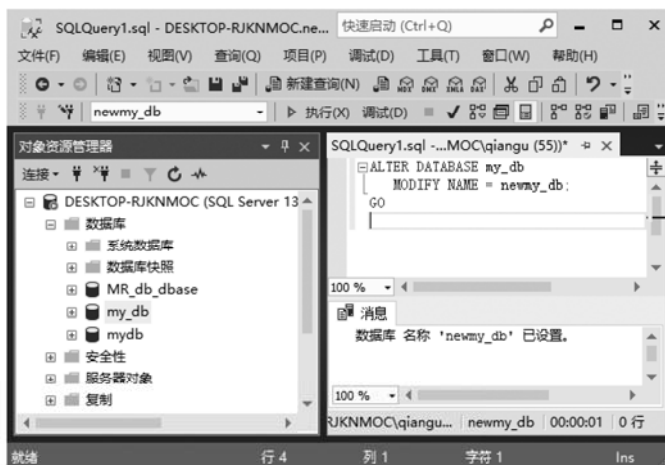 SQLQuery1.sql - DESKTOP-RJKNMOC.ne...
快速启动 (Ctrl+Q)
文件(F) 编辑(E) 视图(V) 查询(Q) 项目(P) 调试(D) 工具(T) 窗口(W) 帮助(H)
新建查询(N) MDX DMX XMLA DAX
newmy_db 执行(X) 调试(D)
对象资源管理器
连接
DESKTOP-RJKNMOC (SQL Server 13
数据库
系统数据库
数据库快照
MR_db_dbase
my_db
mydb
安全性
服务器对象
复制
SQLQuery1.sql -...MOC\qiangu (55))*
ALTER DATABASE my_db
MODIFY NAME = newmy_db;
GO
100 %
消息
数据库 名称 'newmy_db' 已设置。
100 %
RJKNMOC\qiangu... newmy_db 00:00:01 0 行
就绪 行 4 列 1 字符 1 Ins